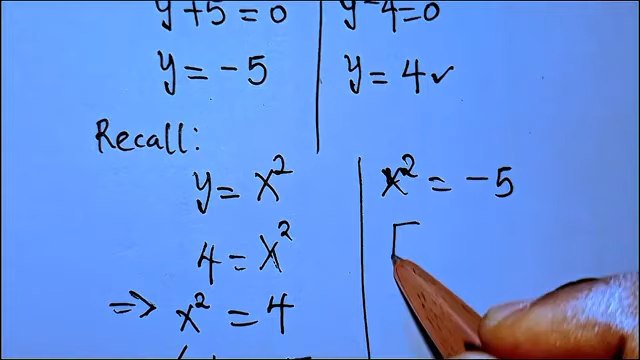 y+5=0 y-4=0
y = -5 y = 4✓
Recall:
y = x² x² = -5
4 = x²
=> x² = 4